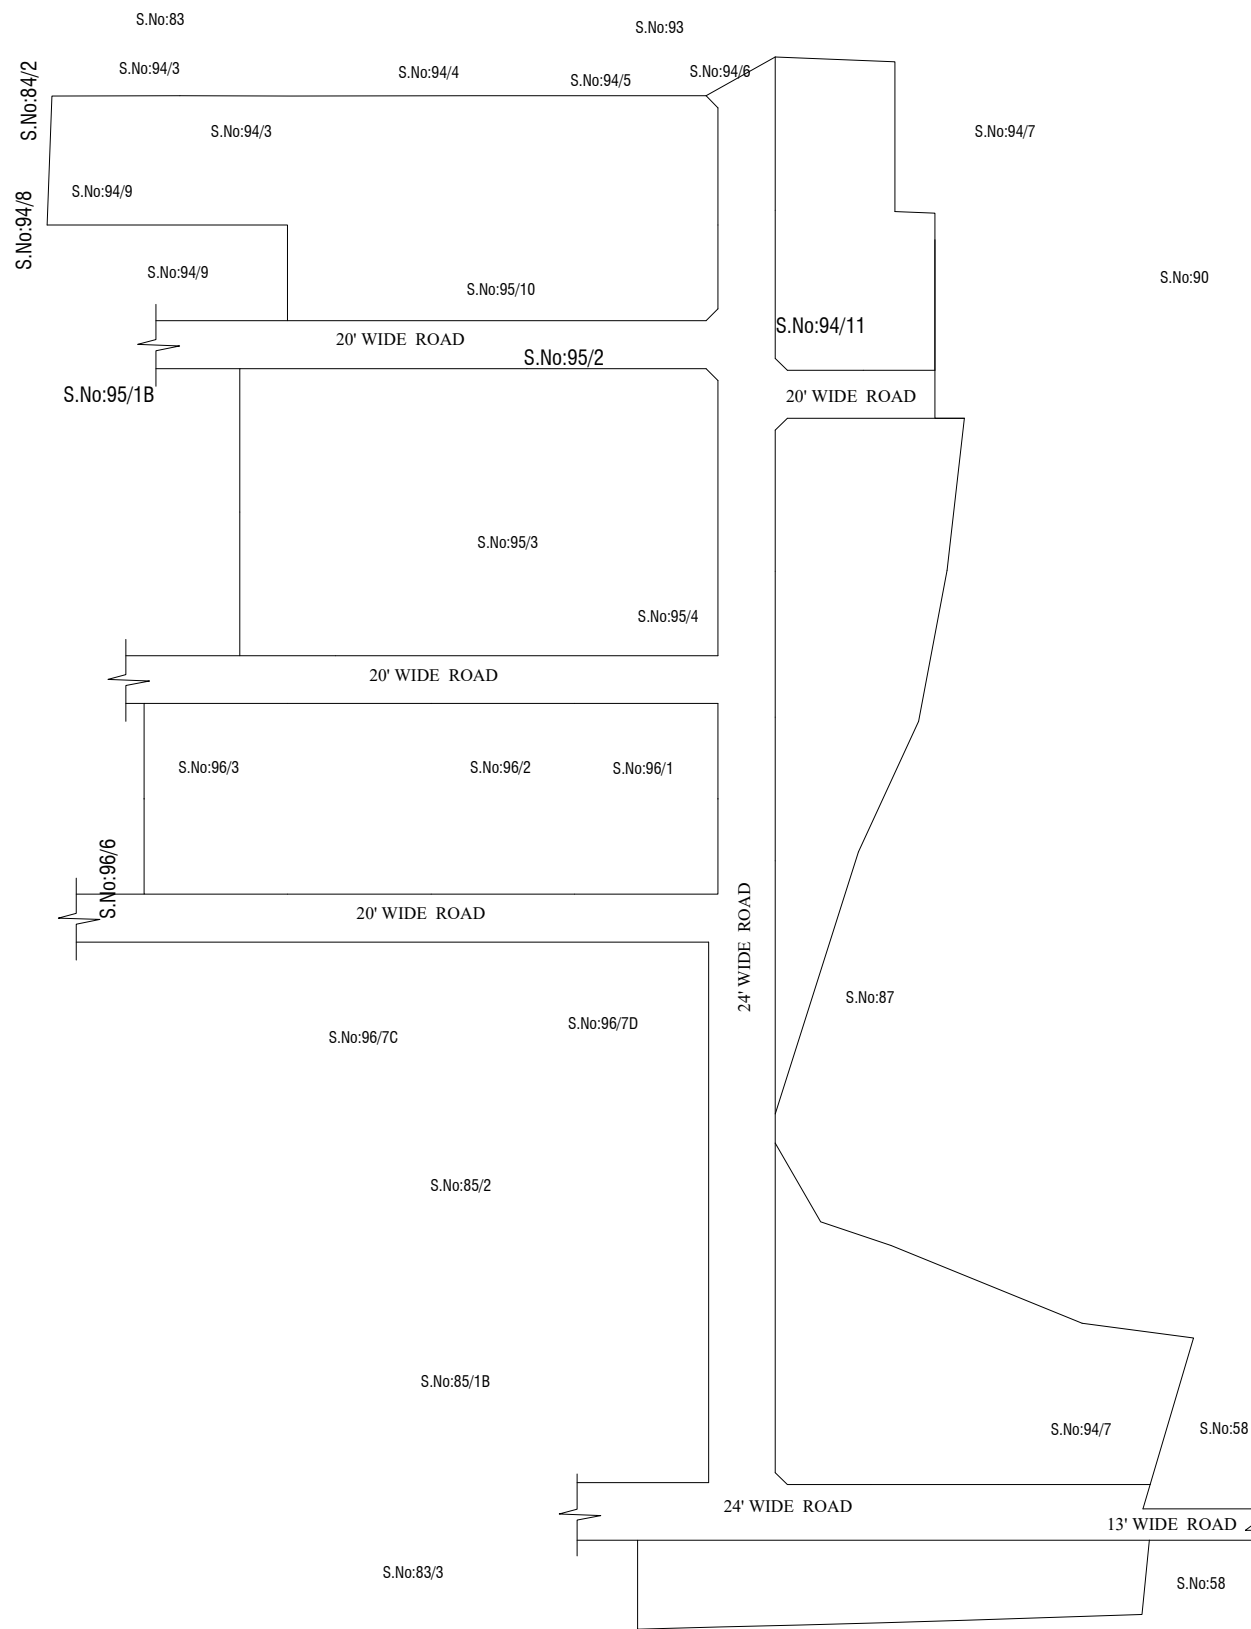 S.No:83
S.No:93
S.No:84/2
S.No:94/3
S.No:94/4
S.No:94/5
S.No:94/6
S.No:94/3
S.No:94/7
S.No:94/9
S.No:94/8
S.No:94/9
S.No:95/10
S.No:90
S.No:94/11
20' WIDE ROAD
S.No:95/2
S.No:95/1B
20' WIDE ROAD
S.No:95/3
S.No:95/4
20' WIDE ROAD
S.No:96/3
S.No:96/2
S.No:96/1
S.No:96/6
20' WIDE ROAD
24' WIDE ROAD
S.No:87
S.No:96/7C
S.No:96/7D
S.No:85/2
S.No:85/1B
S.No:94/7
S.No:58
24' WIDE ROAD
13' WIDE ROAD
S.No:83/3
S.No:58